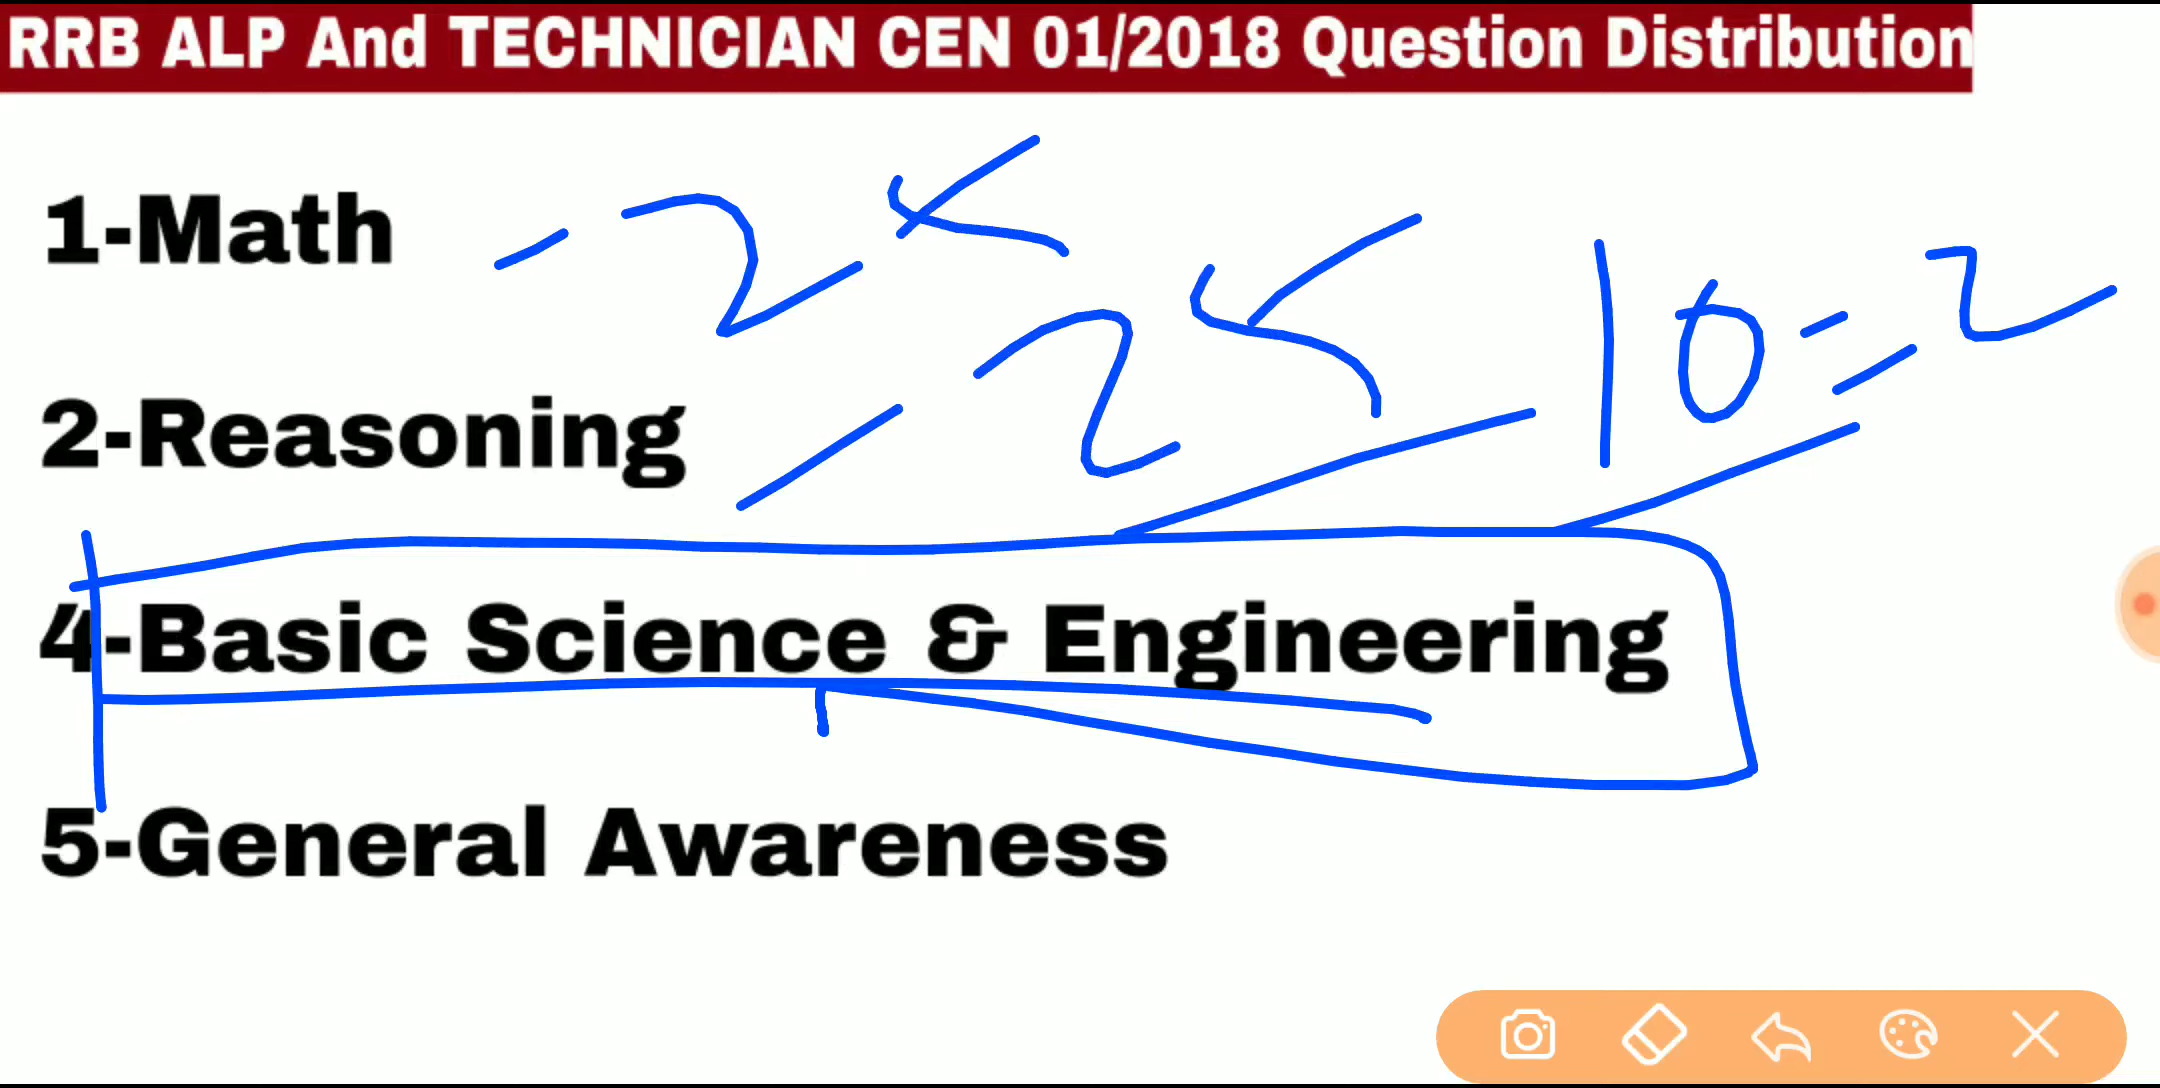 RRB ALP And TECHNICIAN CEN 01/2018 Question Distribution
1-Math - 25
2-Reasoning - 25 10 = 2
4-Basic Science & Engineering
5-General Awareness